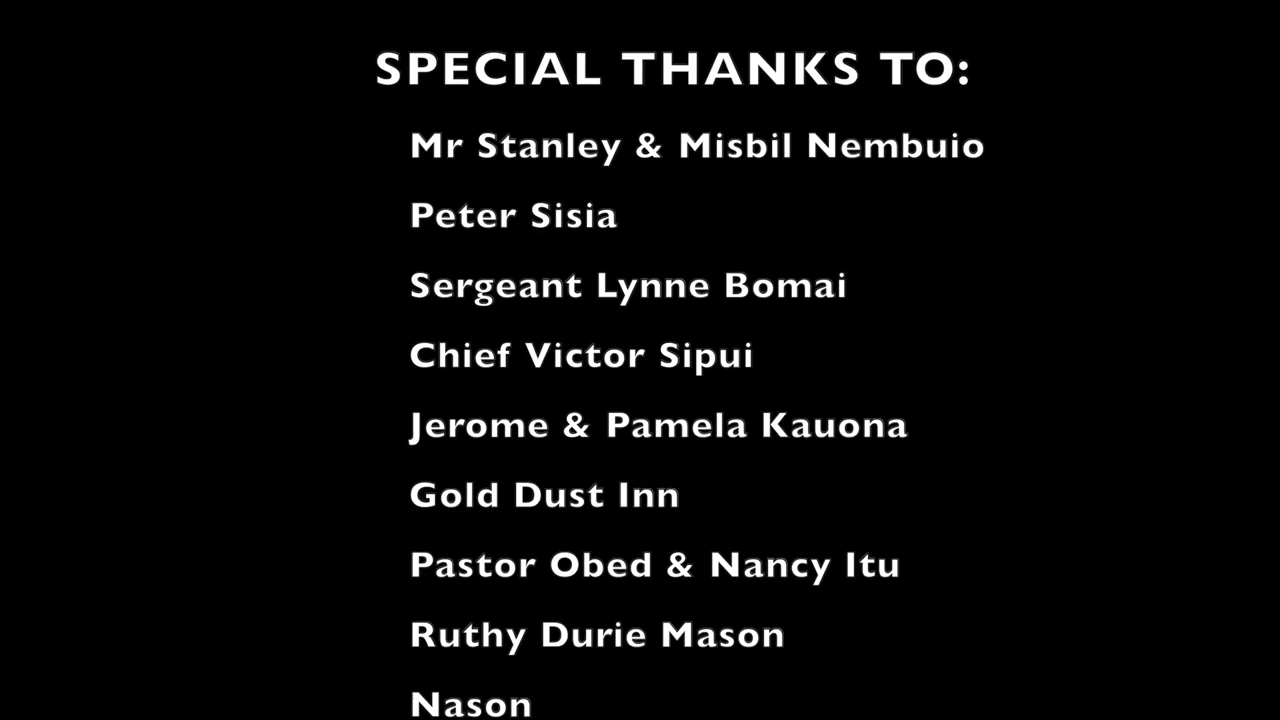 SPECIAL THANKS TO:
Mr Stanley & Misbil Nembuio
Peter Sisia
Sergeant Lynne Bomai
Chief Victor Sipui
Jerome & Pamela Kauona
Gold Dust Inn
Pastor Obed & Nancy Itu
Ruthy Durie Mason
Nason